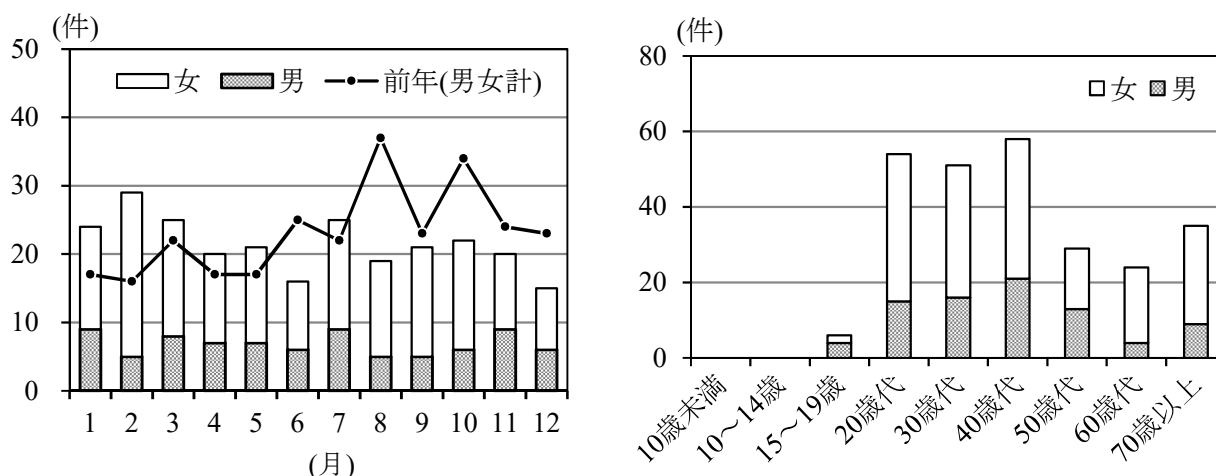 (件)
50
40
30
20
10
0
女 男 前年(男女計)
1 2 3 4 5 6 7 8 9 10 11 12
(月)
(件)
80
60
40
20
0
女 男
10歳未満
10～14歳
15～19歳
20歳代
30歳代
40歳代
50歳代
60歳代
70歳以上